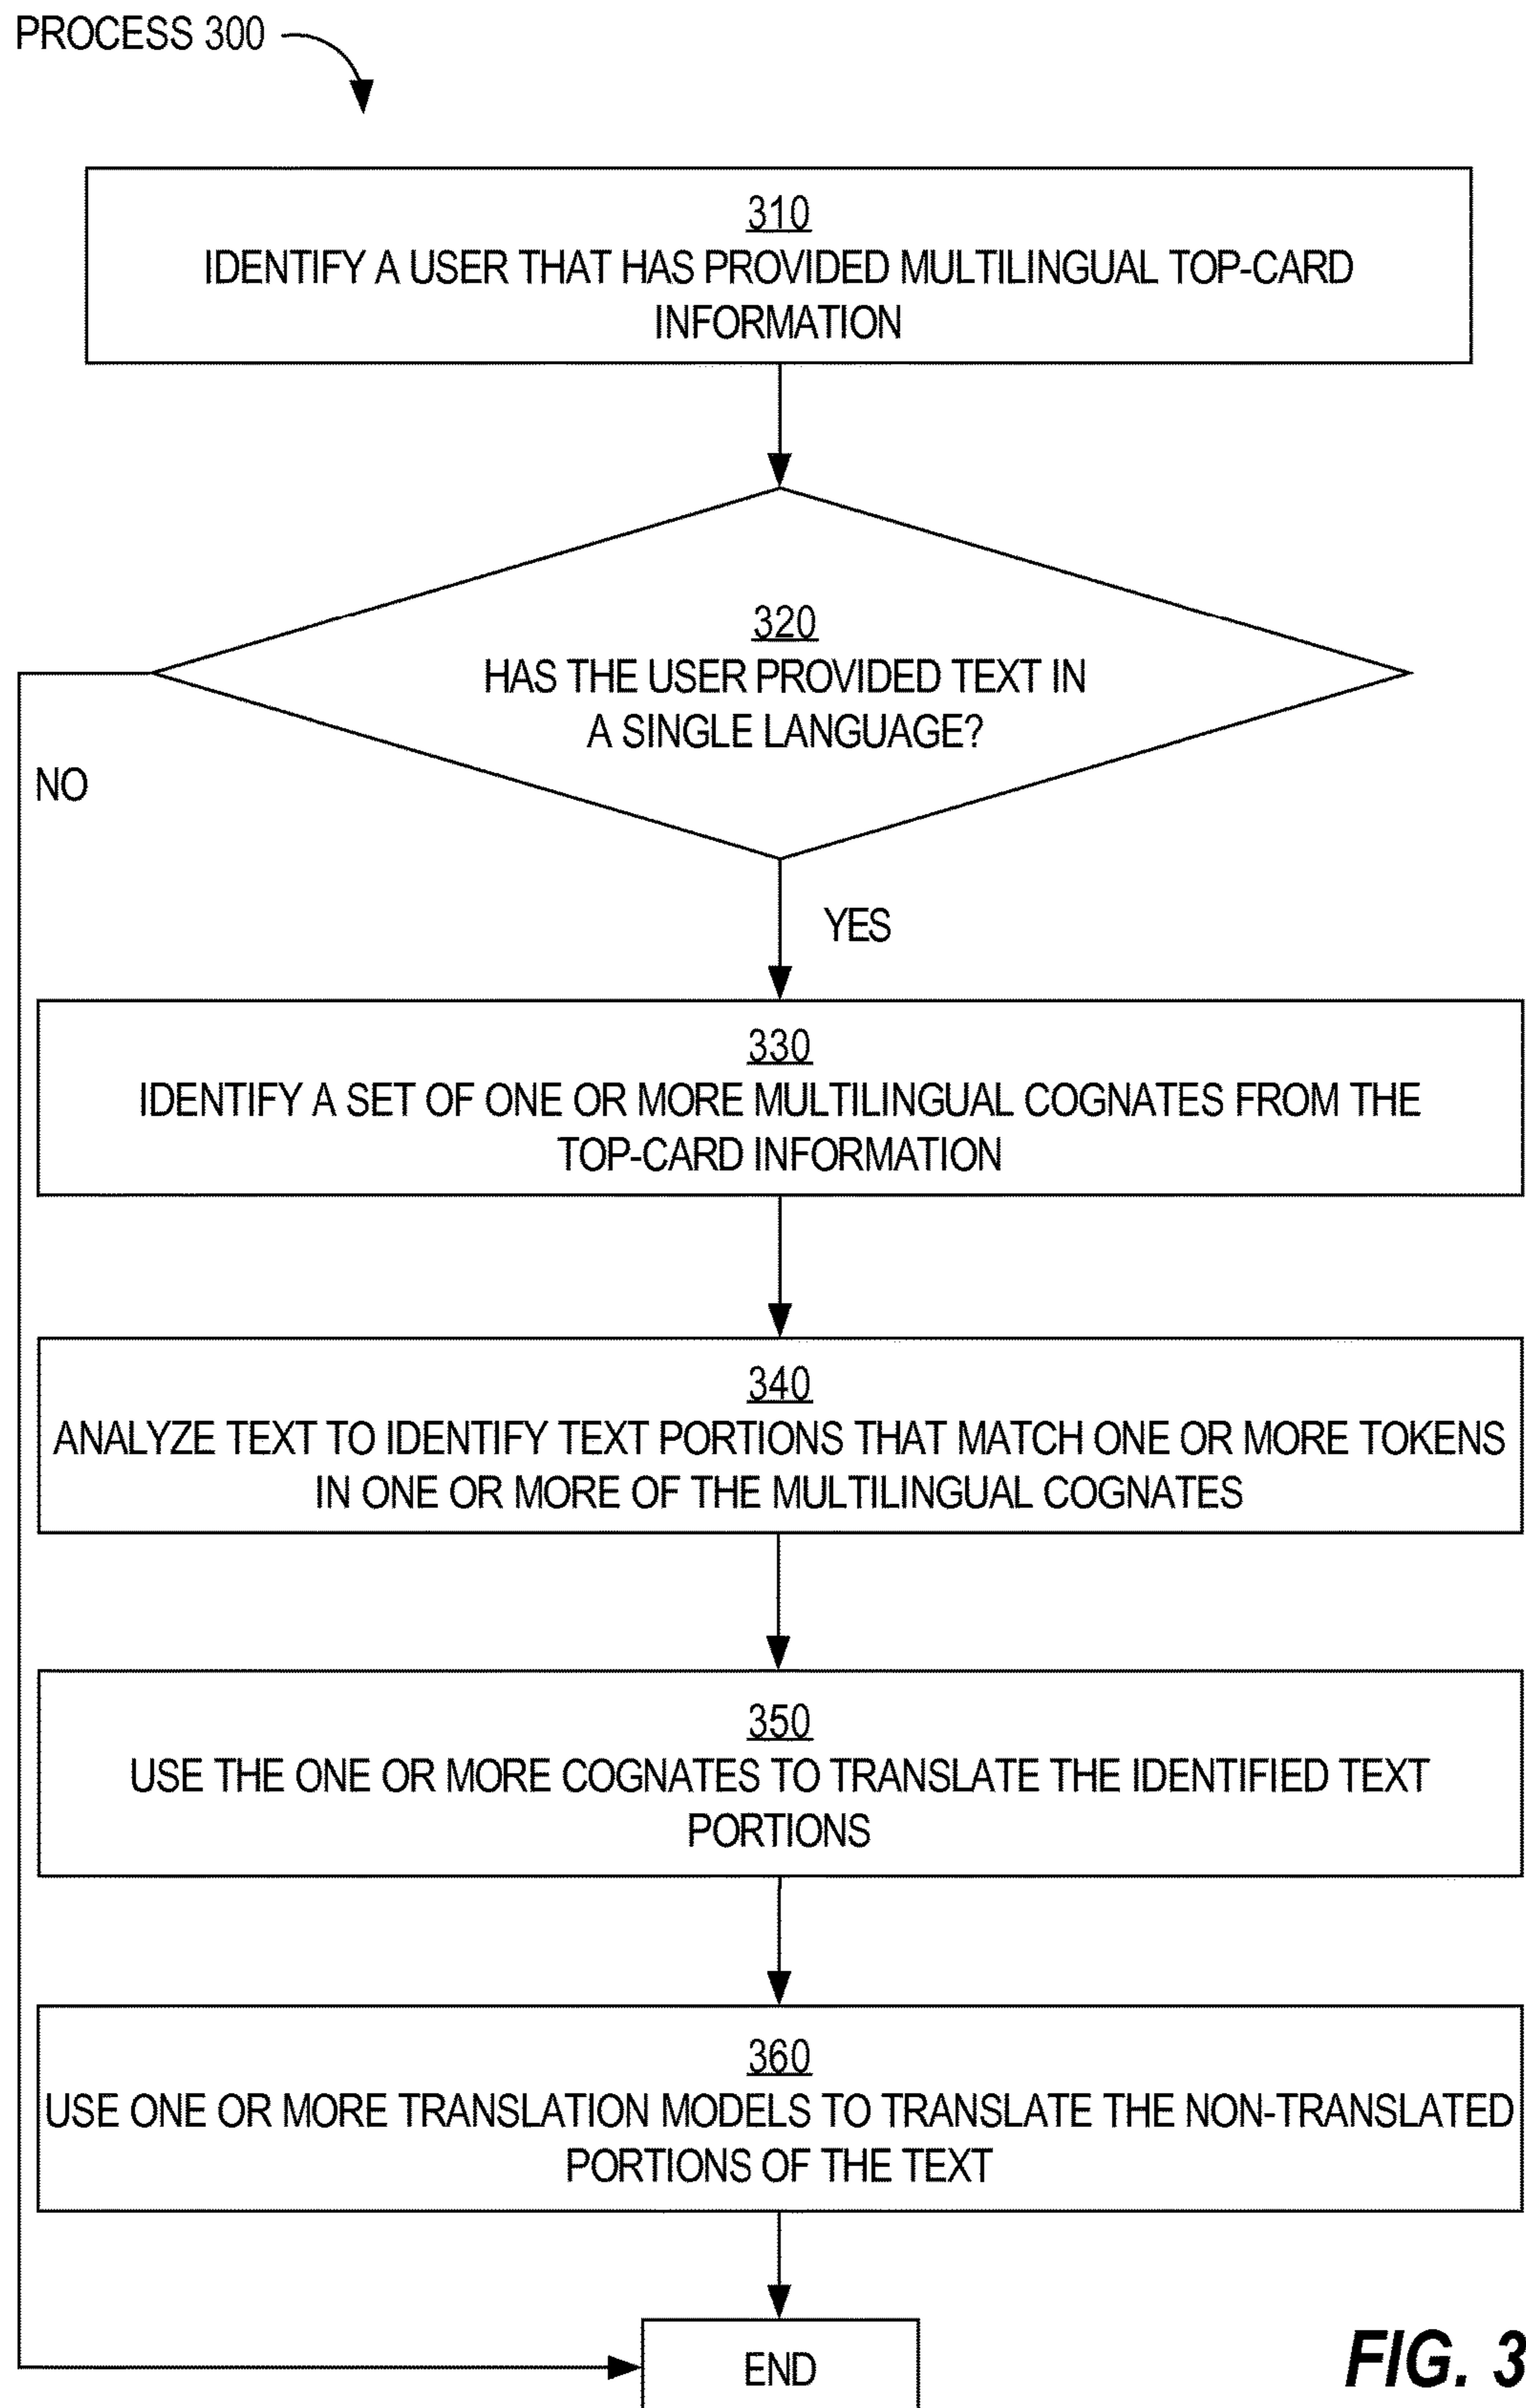 PROCESS 300
310
IDENTIFY A USER THAT HAS PROVIDED MULTILINGUAL TOP-CARD
INFORMATION
320
HAS THE USER PROVIDED TEXT IN
A SINGLE LANGUAGE?
NO
YES
330
IDENTIFY A SET OF ONE OR MORE MULTILINGUAL COGNATES FROM THE
TOP-CARD INFORMATION
340
ANALYZE TEXT TO IDENTIFY TEXT PORTIONS THAT MATCH ONE OR MORE TOKENS
IN ONE OR MORE OF THE MULTILINGUAL COGNATES
350
USE THE ONE OR MORE COGNATES TO TRANSLATE THE IDENTIFIED TEXT
PORTIONS
360
USE ONE OR MORE TRANSLATION MODELS TO TRANSLATE THE NON-TRANSLATED
PORTIONS OF THE TEXT
END
FIG. 3